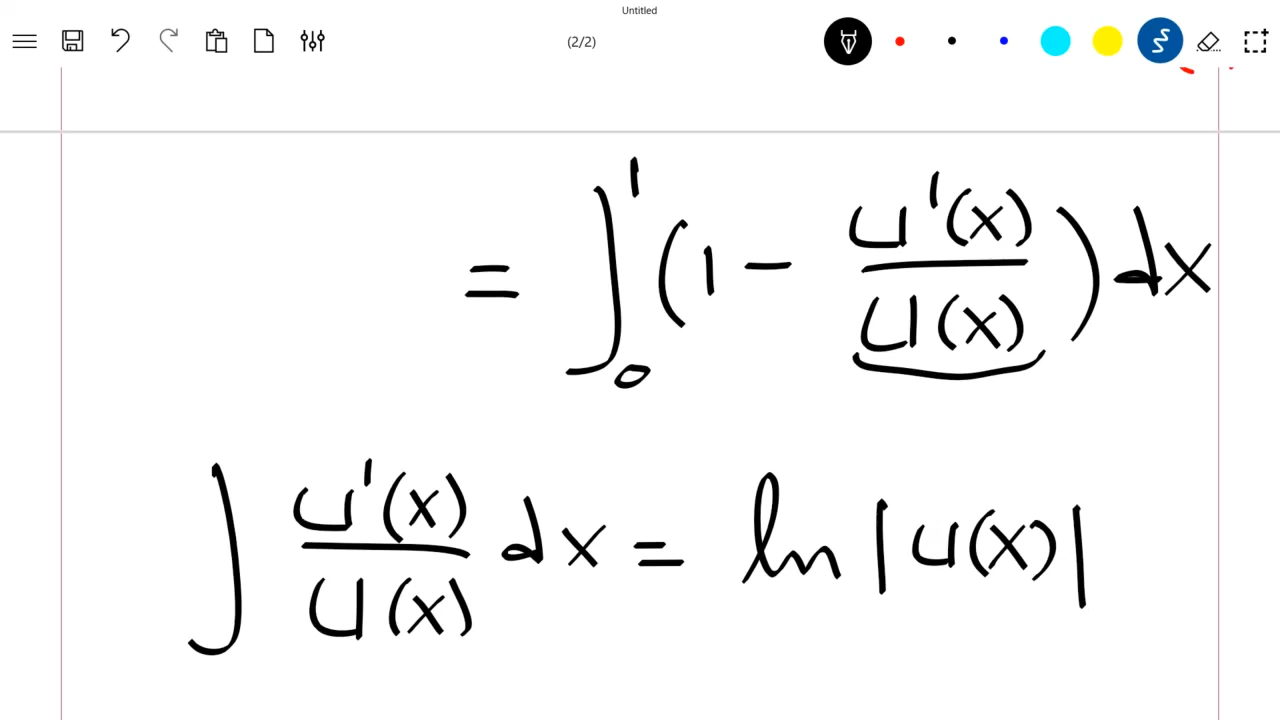 Untitled
(2/2)
= ∫₀¹ (1 − u'(x)/u(x)) dx
∫ u'(x)/u(x) dx = ln |u(x)|